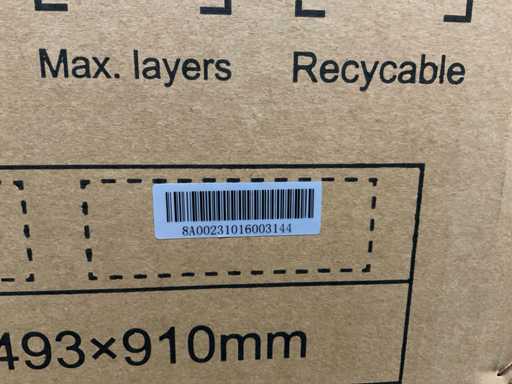 Max. layers Recycable
8A00231016003144
493×910mm